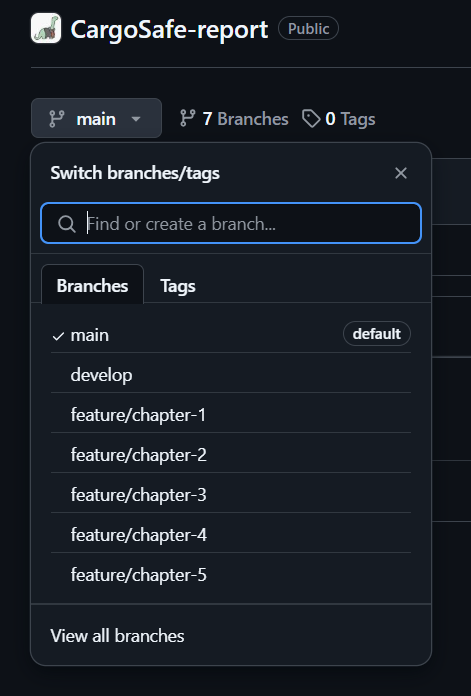 CargoSafe-report Public
main 7 Branches 0 Tags
Switch branches/tags
Find or create a branch...
Branches Tags
main default
develop
feature/chapter-1
feature/chapter-2
feature/chapter-3
feature/chapter-4
feature/chapter-5
View all branches